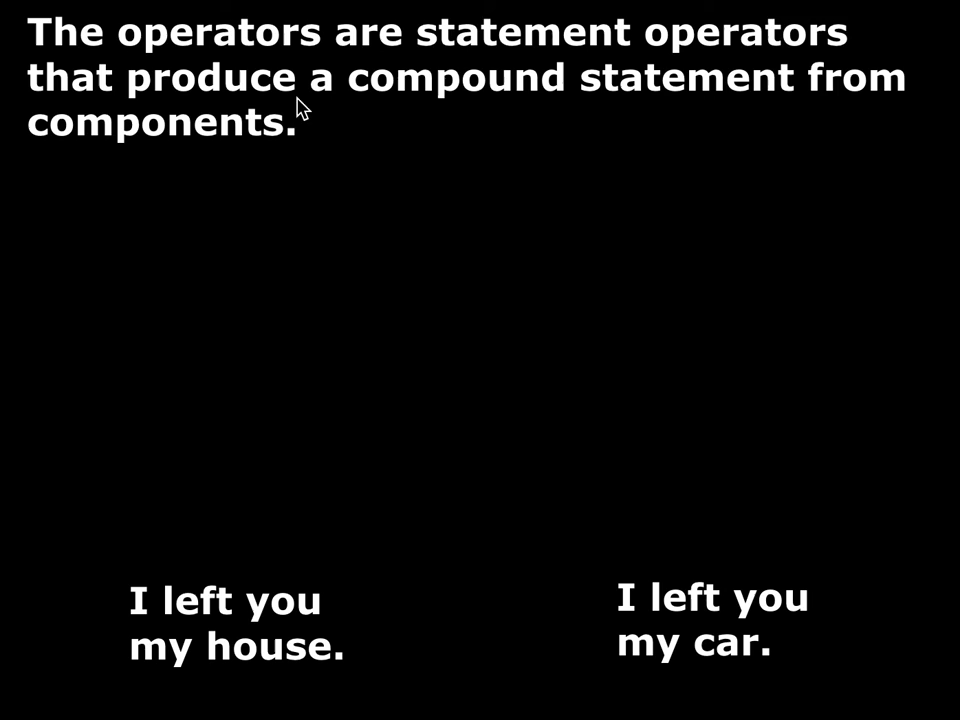 The operators are statement operators
that produce a compound statement from
components.
I left you
my house.
I left you
my car.